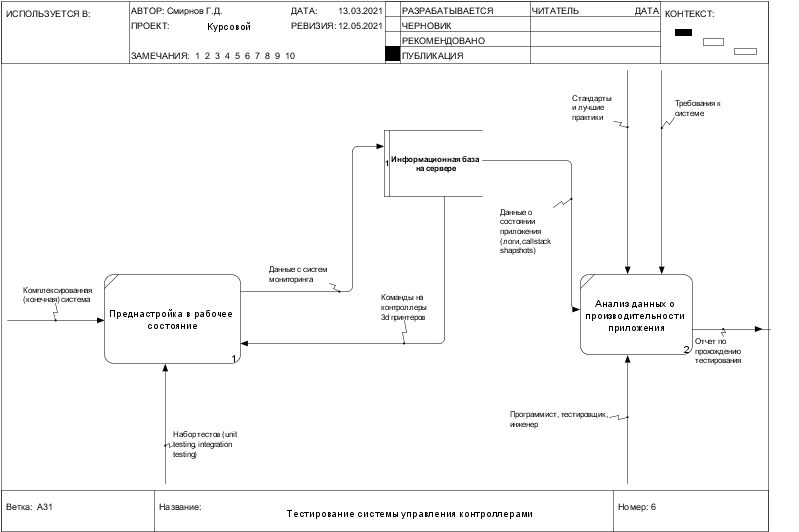 ИСПОЛЬЗУЕТСЯ В:
АВТОР: Смирнов Г.Д.
ДАТА: 13.03.2021
ПРОЕКТ: Курсовой
РЕВИЗИЯ: 12.05.2021
ЗАМЕЧАНИЯ: 1 2 3 4 5 6 7 8 9 10
РАЗРАБАТЫВАЕТСЯ
ЧЕРНОВИК
РЕКОМЕНДОВАНО
ПУБЛИКАЦИЯ
ЧИТАТЕЛЬ
ДАТА
КОНТЕКСТ:
Стандарты
и лучшие
практики
Требования к
системе
1
Информационная база
на сервере
Данные о
состоянии
приложения
(логи, callstack
shapshots)
Данные с систем
мониторинга
Комплексированная
(конечная) система
Преднастройка в рабочее
состояние
1
Команды на
контроллеры
3d принтеров
Анализ данных о
производительности
приложения
2
Отчет по
прохождению
тестирования
Программист, тестировщик,
инженер
Набор тестов (unit
testing, integration
testing)
Ветка: A31
Название:
Тестирование системы управления контроллерами
Номер: 6